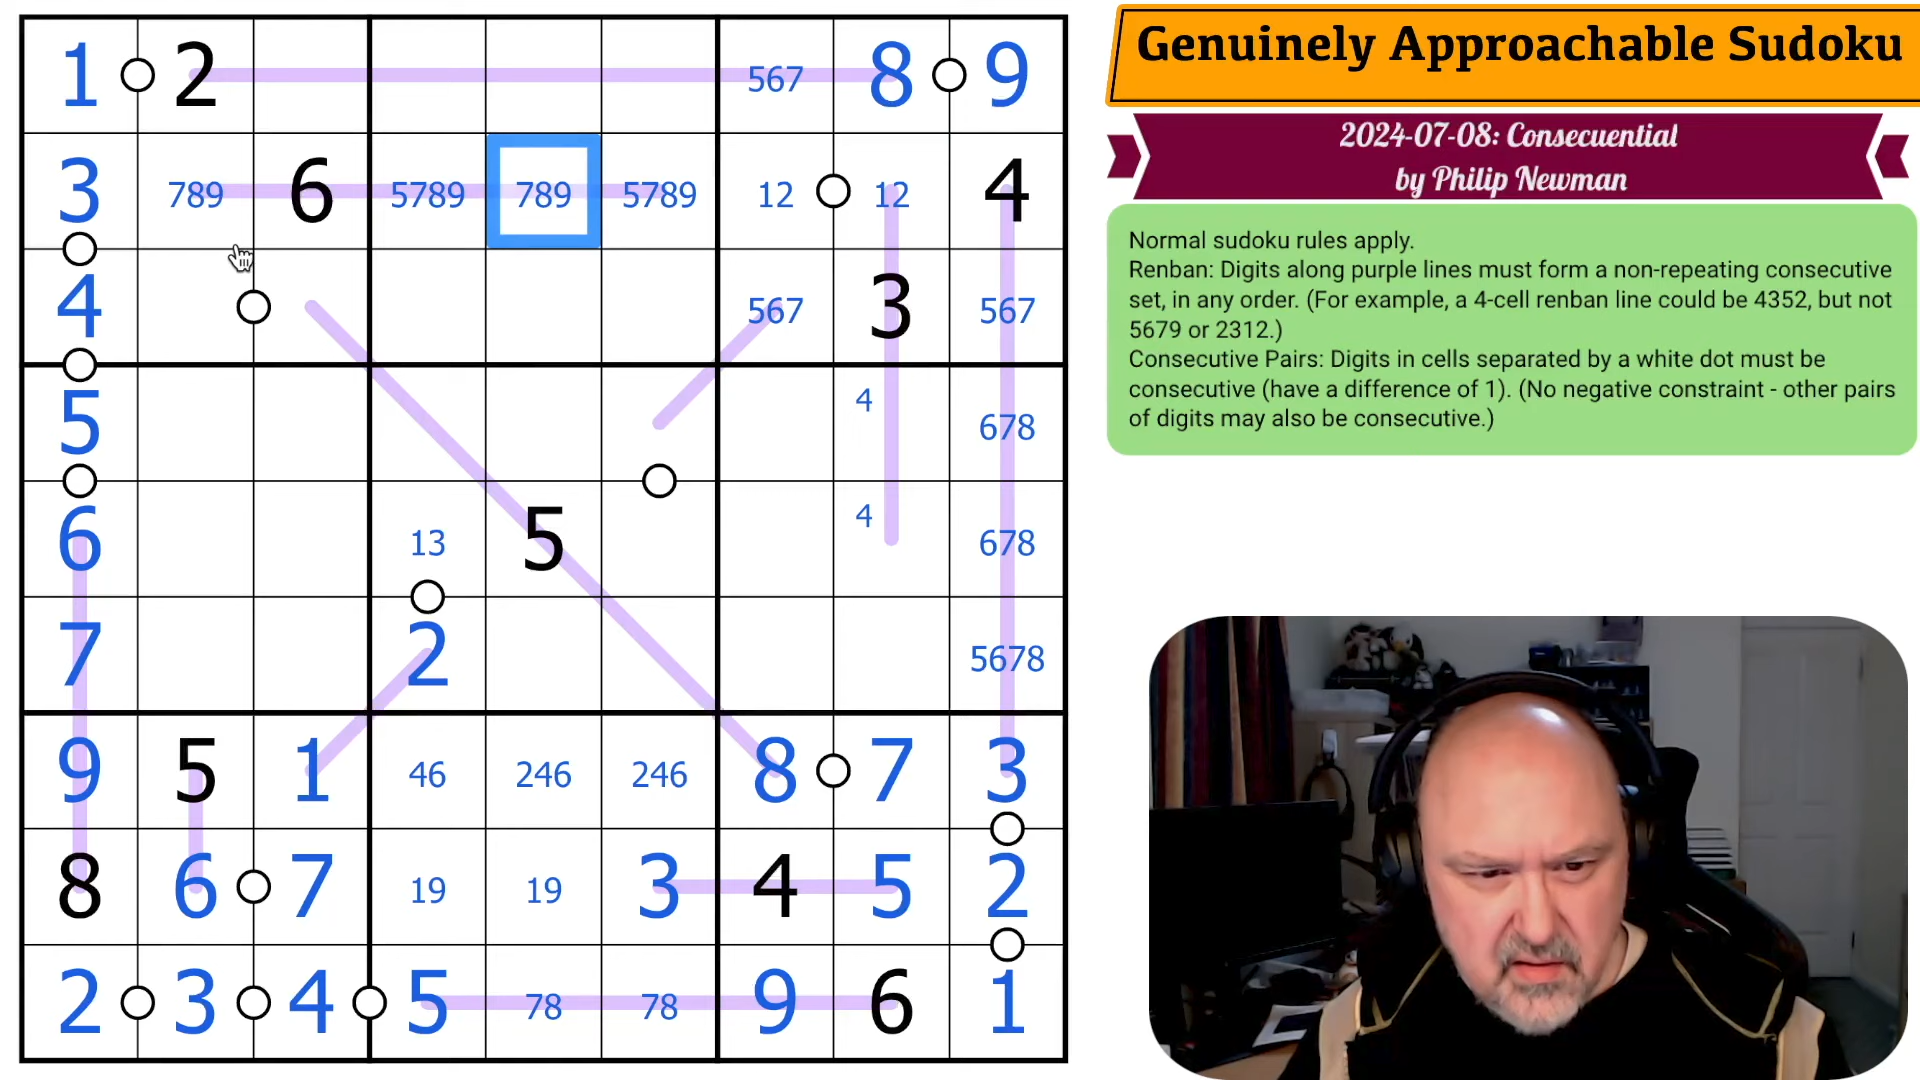 Genuinely Approachable Sudoku
2024-07-08: Consecuential
by Philip Newman
Normal sudoku rules apply.
Renban: Digits along purple lines must form a non-repeating consecutive
set, in any order. (For example, a 4-cell renban line could be 4352, but not
5679 or 2312.)
Consecutive Pairs: Digits in cells separated by a white dot must be
consecutive (have a difference of 1). (No negative constraint - other pairs
of digits may also be consecutive.)
1 2 567 8 9
3 789 6 5789 789 5789 12 12 4
4 567 3 567
5 4 678
6 13 5 4 678
7 2 5678
9 5 1 46 246 246 8 7 3
8 6 7 19 19 3 4 5 2
2 3 4 5 78 78 9 6 1